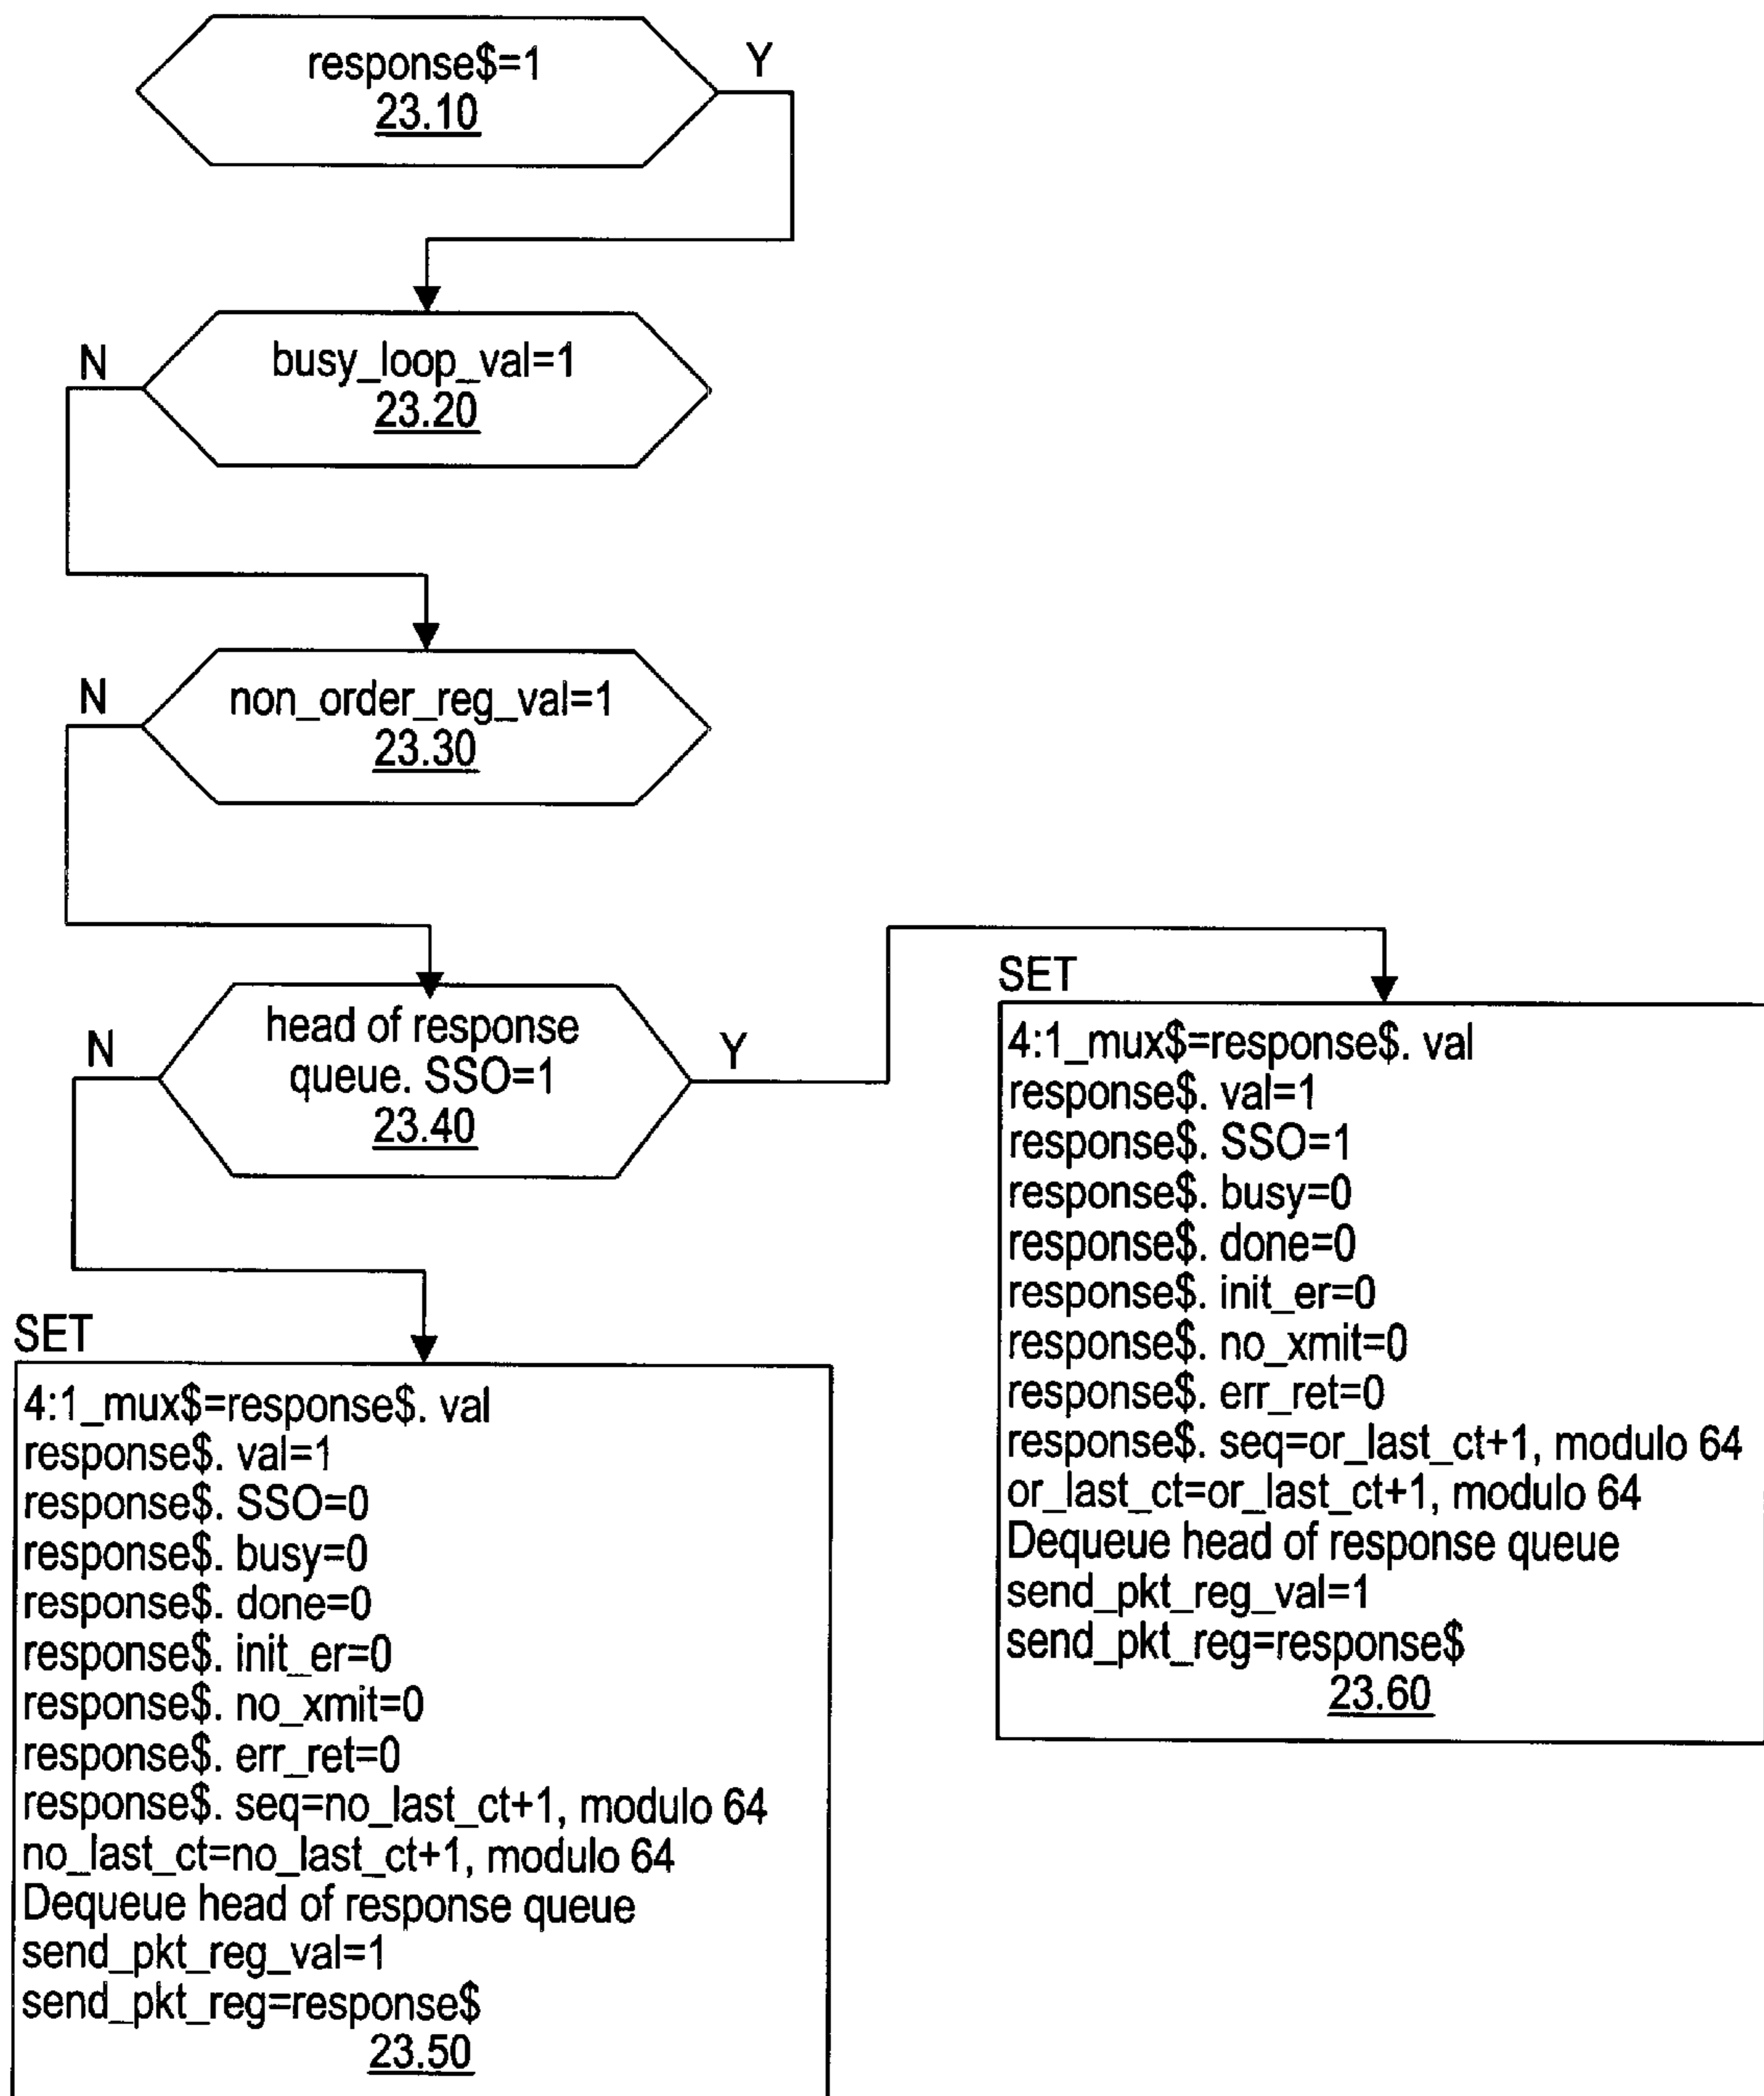 response$=1
Y
23.10
N
busy_loop_val=1
23.20
N
non_order_reg_val=1
23.30
N
head of response
queue. SSO=1
Y
23.40
SET
4:1_mux$=response$. val
response$. val=1
response$. SSO=0
response$. busy=0
response$. done=0
response$. init_er=0
response$. no_xmit=0
response$. err_ret=0
response$. seq=no_last_ct+1, modulo 64
no_last_ct=no_last_ct+1, modulo 64
Dequeue head of response queue
send_pkt_reg_val=1
send_pkt_reg=response$
23.50
SET
4:1_mux$=response$. val
response$. val=1
response$. SSO=1
response$. busy=0
response$. done=0
response$. init_er=0
response$. no_xmit=0
response$. err_ret=0
response$. seq=or_last_ct+1, modulo 64
or_last_ct=or_last_ct+1, modulo 64
Dequeue head of response queue
send_pkt_reg_val=1
send_pkt_reg=response$
23.60